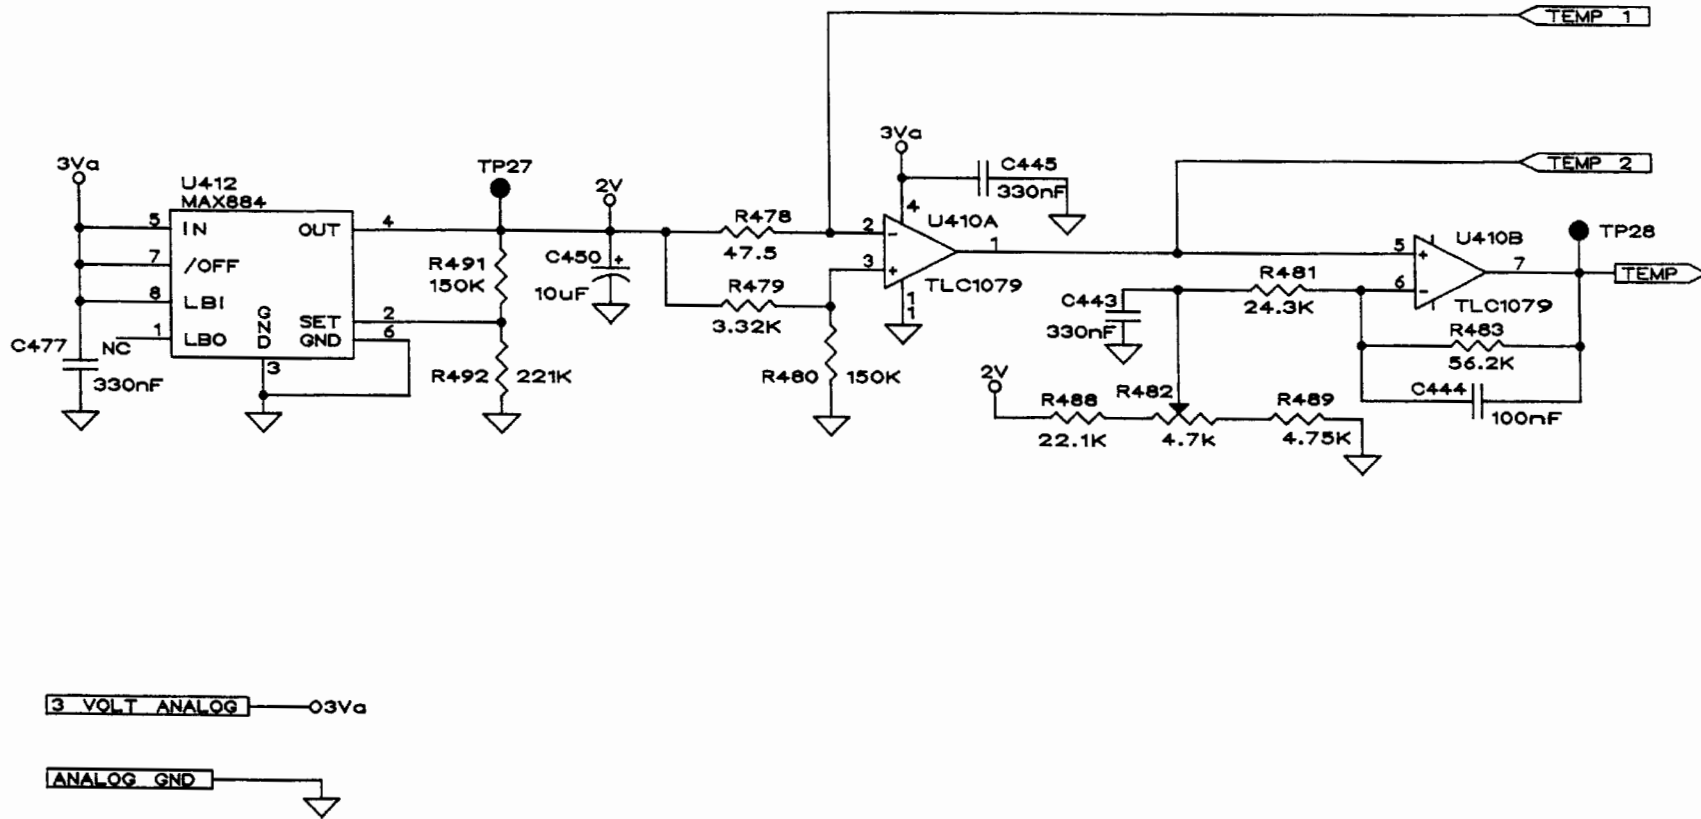 TEMP 1
3Va
C445
330nF
TEMP 2
3Va
U412
MAX884
TP27
2V
4
5
IN
OUT
4
R478
47.5
2
-
U410A
1
U410B
TP28
7
/OFF
R491
150K
C450
+
10uF
R479
3.32K
3
+
TLC1079
1
1
5
+
7
TEMP
8
LBI
R481
24.3K
6
-
TLC1079
C443
330nF
GND
SET
2
1
LBO
GND
6
R483
56.2K
C477
NC
330nF
3
R492
221K
R480
150K
2V
R488
22.1K
R482
4.7K
R489
4.75K
C444
100nF
3 VOLT ANALOG
3Va
ANALOG GND